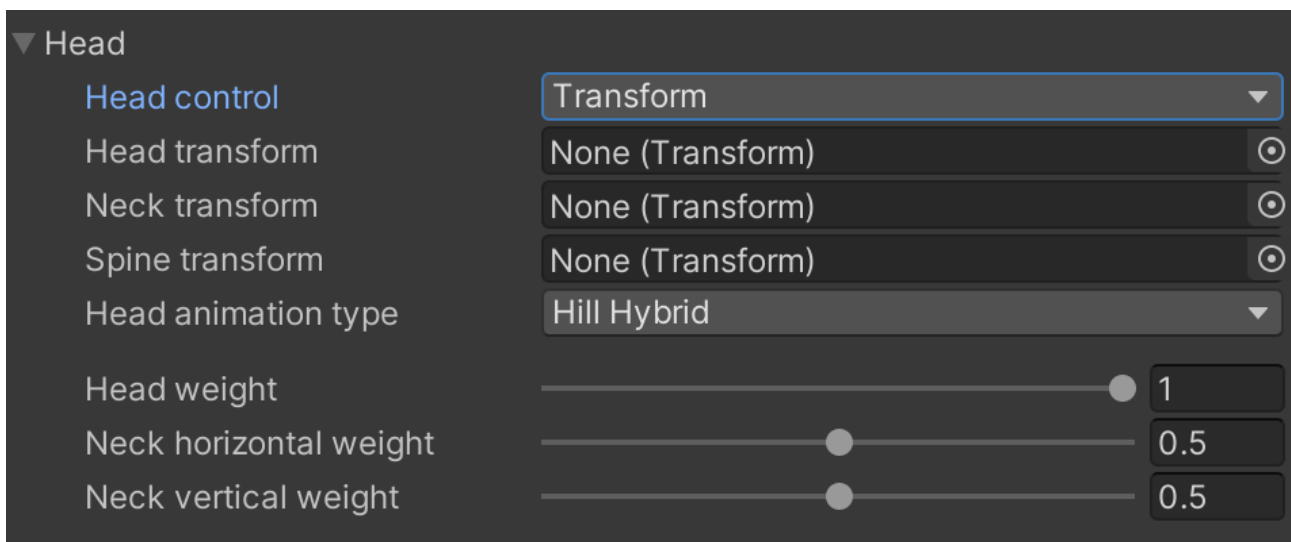 Head
Head control Transform
Head transform None (Transform)
Neck transform None (Transform)
Spine transform None (Transform)
Head animation type Hill Hybrid
Head weight 1
Neck horizontal weight 0.5
Neck vertical weight 0.5